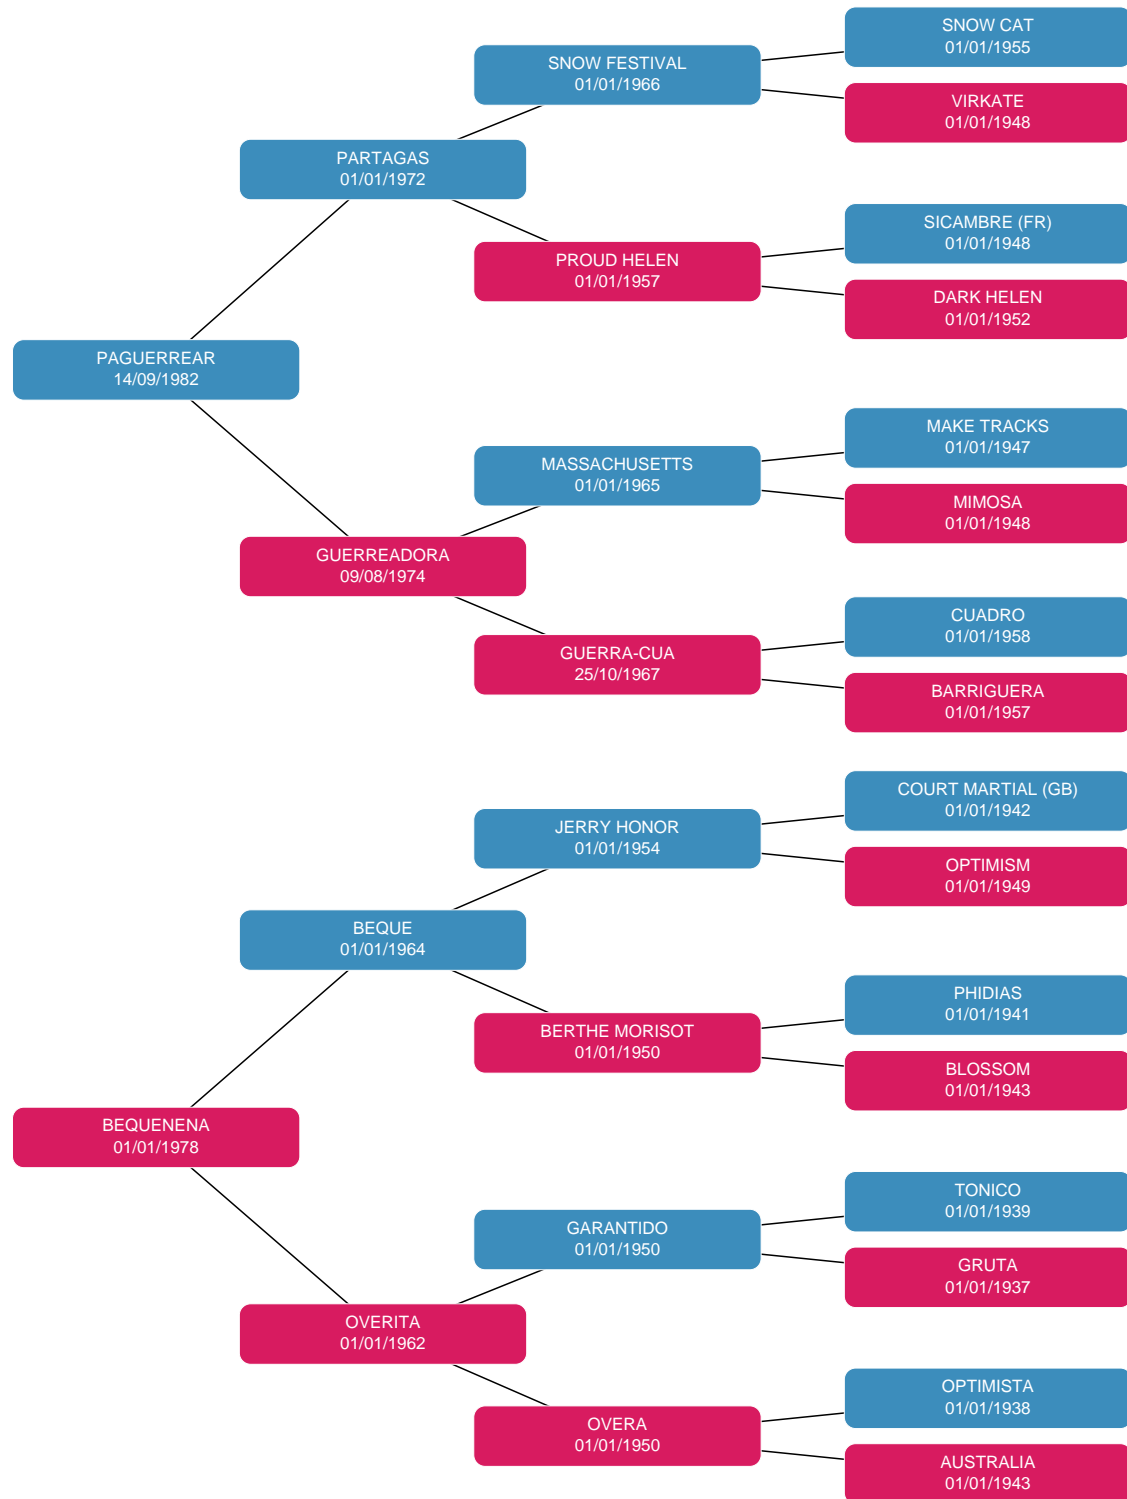 SNOW CAT
01/01/1955
SNOW FESTIVAL
01/01/1966
VIRKATE
01/01/1948
PARTAGAS
01/01/1972
SICAMBRE (FR)
01/01/1948
PROUD HELEN
01/01/1957
DARK HELEN
01/01/1952
PAGUERREAR
14/09/1982
MAKE TRACKS
01/01/1947
MASSACHUSETTS
01/01/1965
MIMOSA
01/01/1948
GUERREADORA
09/08/1974
CUADRO
01/01/1958
GUERRA-CUA
25/10/1967
BARRIGUERA
01/01/1957
COURT MARTIAL (GB)
01/01/1942
JERRY HONOR
01/01/1954
OPTIMISM
01/01/1949
BEQUE
01/01/1964
PHIDIAS
01/01/1941
BERTHE MORISOT
01/01/1950
BLOSSOM
01/01/1943
BEQUENENA
01/01/1978
TONICO
01/01/1939
GARANTIDO
01/01/1950
GRUTA
01/01/1937
OVERITA
01/01/1962
OPTIMISTA
01/01/1938
OVERA
01/01/1950
AUSTRALIA
01/01/1943